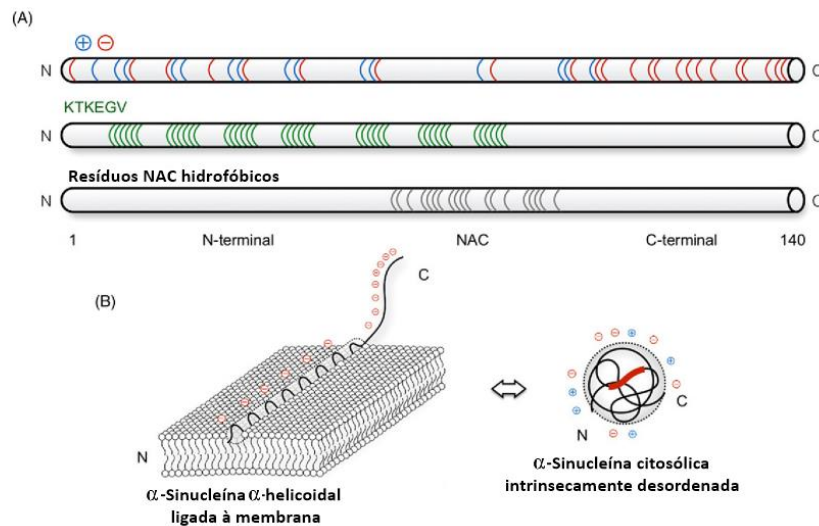 (A)
+ −
N C
KTKEGV
N C
Resíduos NAC hidrofóbicos
N C
1 N-terminal NAC C-terminal 140
(B)
C
N
α-Sinucleína α-helicoidal
ligada à membrana
C
N
α-Sinucleína citosólica
intrinsecamente desordenada